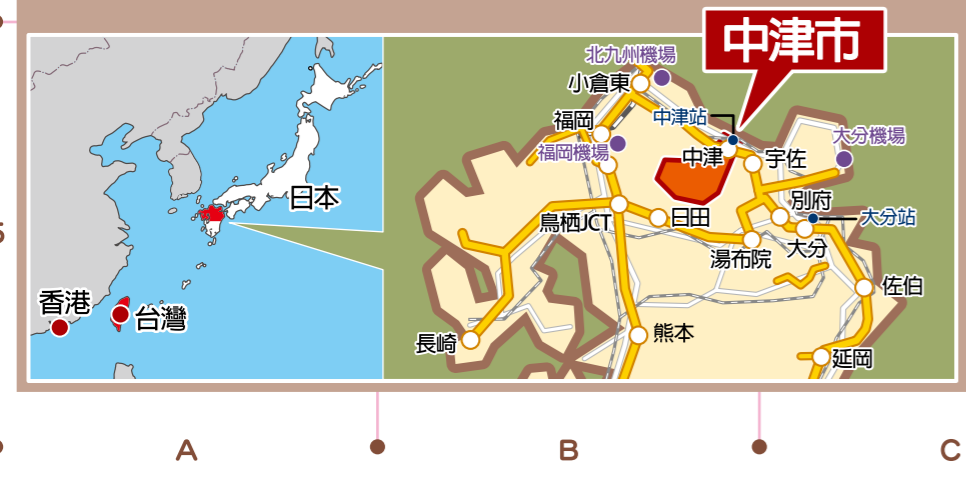 中津市
北九州機場
小倉東
福岡
中津站
福岡機場
中津
宇佐
大分機場
日本
鳥栖JCT
日田
別府
大分站
湯布院
大分
佐伯
香港
台灣
長崎
熊本
延岡
A
B
C